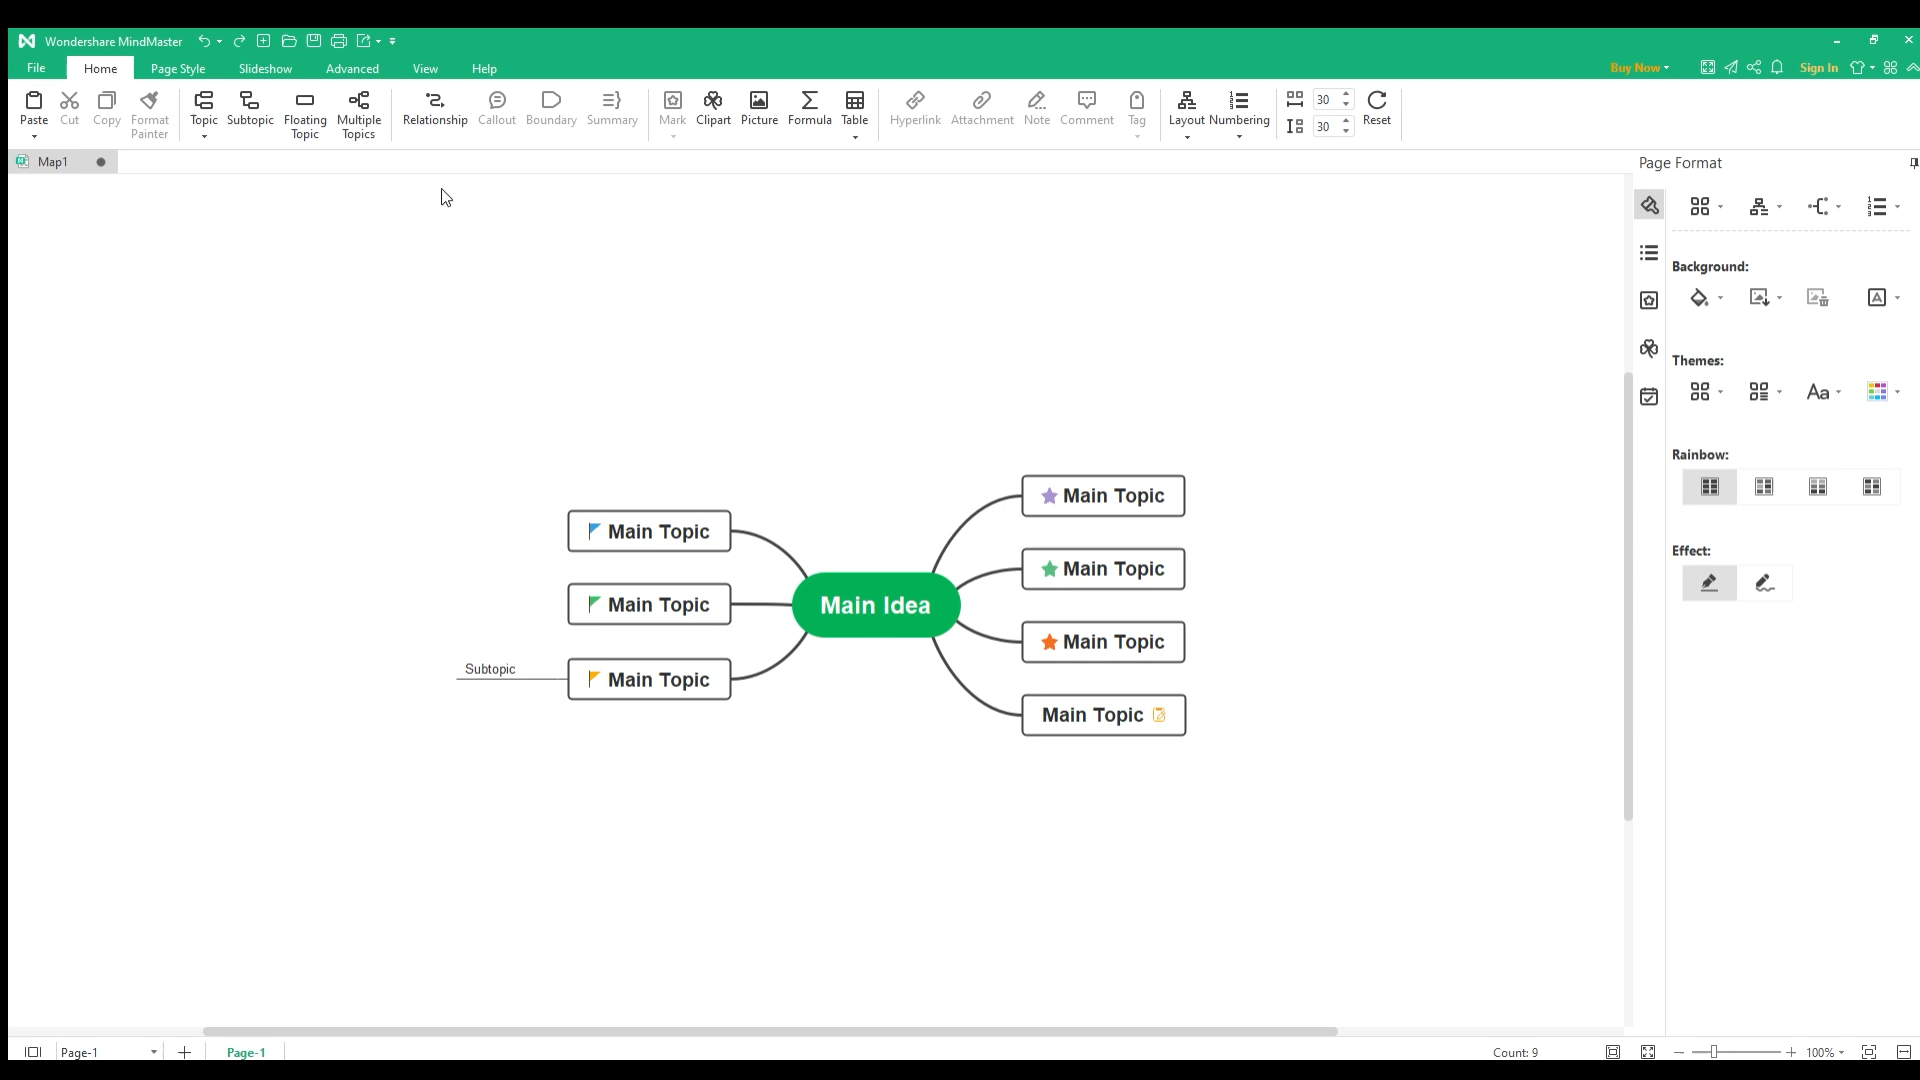 Wondershare MindMaster
File Home Page Style Slideshow Advanced View Help Buy Now Sign In
Paste Cut Copy Format Painter Topic Subtopic Floating Topic Multiple Topics Relationship Callout Boundary Summary Mark Clipart Picture Formula Table Hyperlink Attachment Note Comment Tag Layout Numbering 30 30 Reset
Map1
Page Format
Background:
Themes:
Aa
Rainbow:
Effect:
Main Topic
Main Topic
Main Topic
Subtopic
Main Idea
Main Topic
Main Topic
Main Topic
Main Topic
Page-1 Page-1 Count: 9 100%